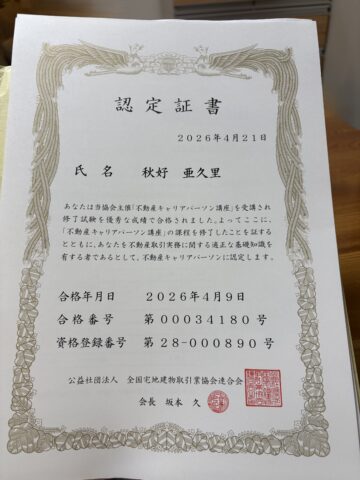 認定証書
2026年4月21日
氏名 秋好 亜久里
あなたは当協会主催「不動産キャリアパーソン講座」を受講され
修了試験を優秀な成績で合格されました。よってここに、
「不動産キャリアパーソン講座」の課程を修了したことを証する
とともに、あなたを不動産取引実務に関する適正な基礎知識を
有する者であるとして、不動産キャリアパーソンに認定します。
合格年月日 2026年4月9日
合格番号 第00034180号
資格登録番号 第28-000890号
公益社団法人 全国宅地建物取引業協会連合会
会長 坂本 久